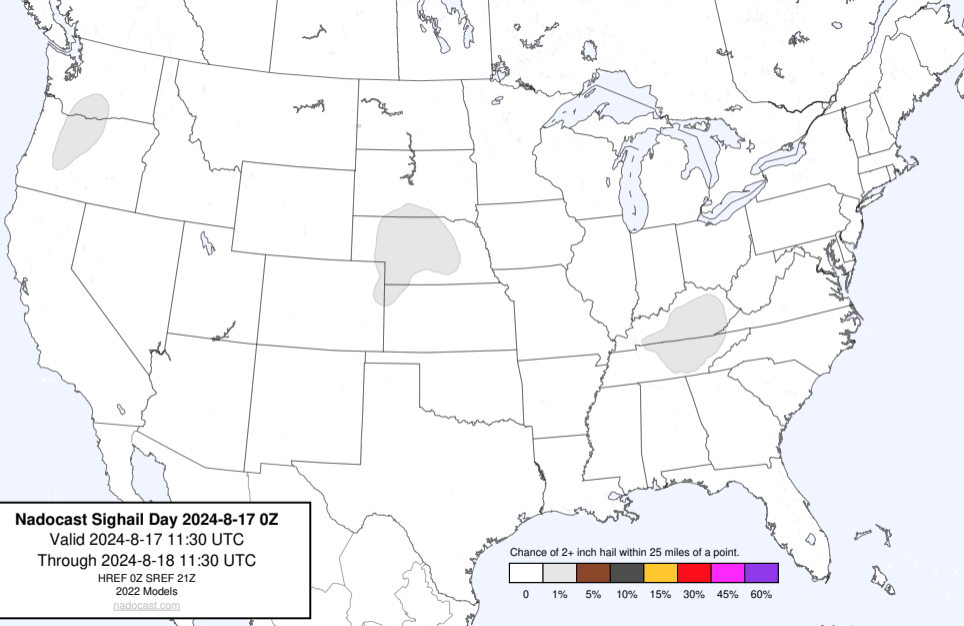 Nadocast Sighail Day 2024-8-17 0Z
Valid 2024-8-17 11:30 UTC
Through 2024-8-18 11:30 UTC
HREF 0Z SREF 21Z
2022 Models
nadocast.com
Chance of 2+ inch hail within 25 miles of a point.
0 1% 5% 10% 15% 30% 45% 60%